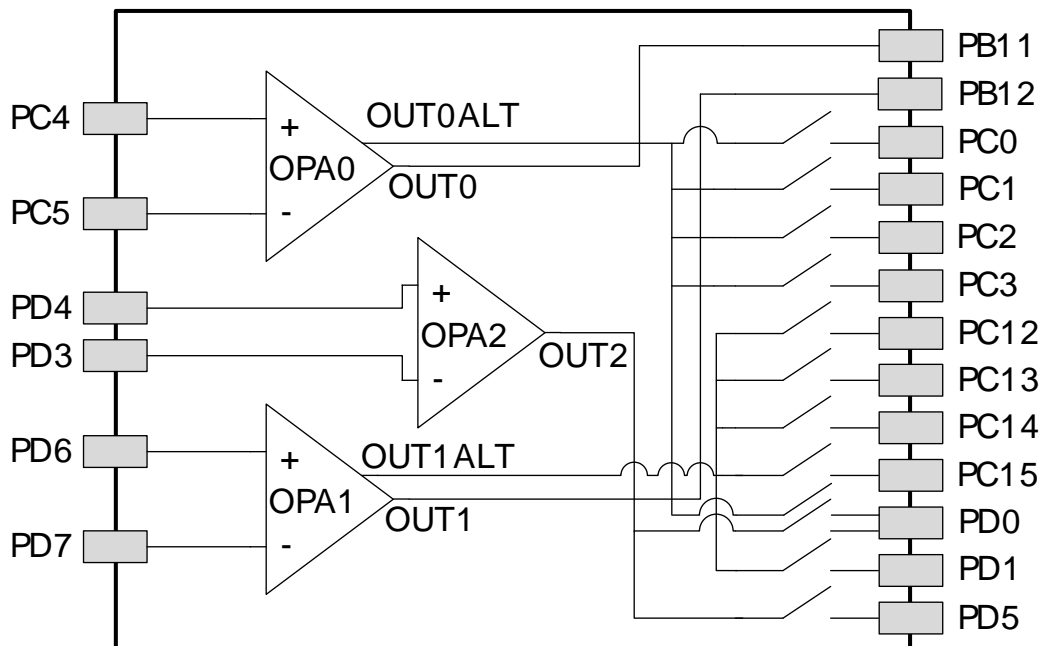 PB11
PB12
PC4
+
OUT0ALT
OPA0
OUT0
PC0
PC1
PC5
-
PC2
PC3
PD4
+
OPA2
OUT2
PC12
PD3
-
PC13
PC14
PD6
+
OUT1ALT
OPA1
OUT1
PC15
PD0
PD7
-
PD1
PD5